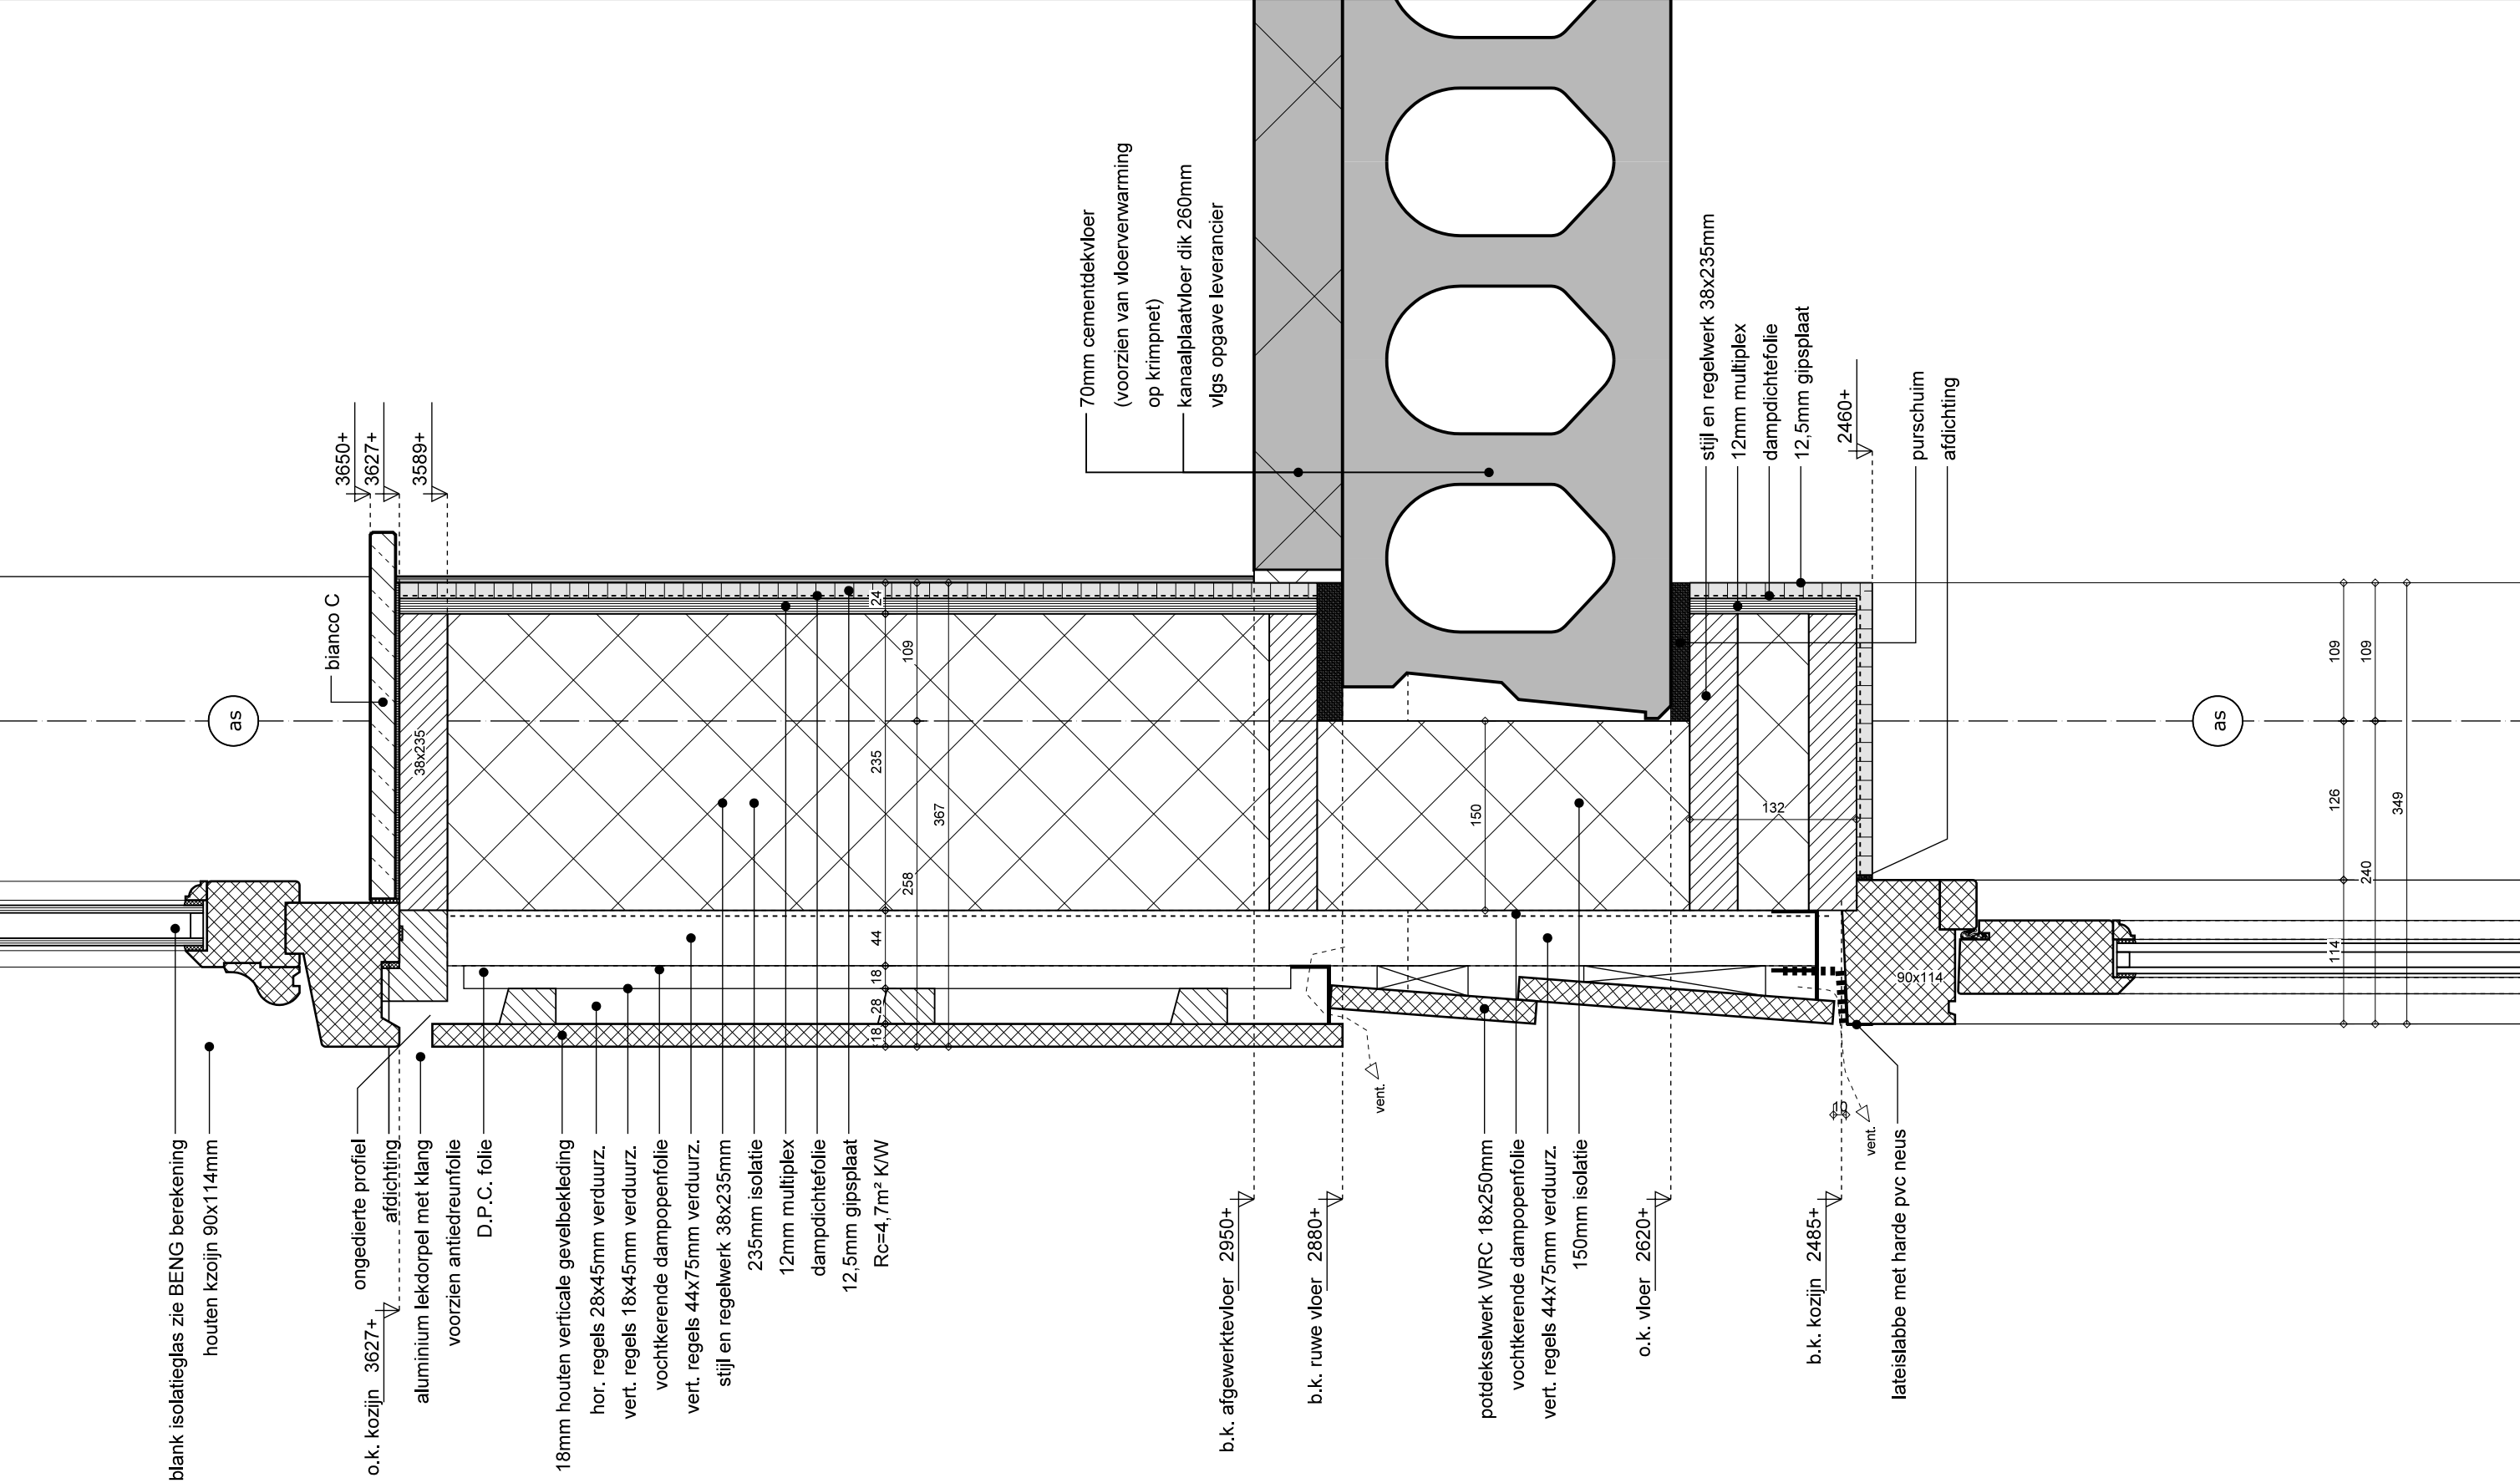 3650+
3627+
3589+
bianco C
as
38x235
24
109
235
367
258
44
18
28
18
70mm cementdekvloer
(voorzien van vloerverwarming
op krimpnet)
kanaalplaatvloer dik 260mm
vlgs opgave leverancier
stijl en regelwerk 38x235mm
12mm multiplex
dampdichtefolie
12,5mm gipsplaat
2460+
purschuim
afdichting
150
132
90x114
10
vent.
vent.
as
109
109
126
240
349
114
blank isolatieglas zie BENG berekening
houten kzoijn 90x114mm
ongedierte profiel
o.k. kozijn 3627+
afdichting
aluminium lekdorpel met klang
voorzien antiedreunfolie
D.P.C. folie
18mm houten verticale gevelbekleding
hor. regels 28x45mm verduurz.
vert. regels 18x45mm verduurz.
vochtkerende dampopenfolie
vert. regels 44x75mm verduurz.
stijl en regelwerk 38x235mm
235mm isolatie
12mm multiplex
dampdichtefolie
12,5mm gipsplaat
Rc=4,7m² K/W
b.k. afgewerktevloer 2950+
b.k. ruwe vloer 2880+
potdekselwerk WRC 18x250mm
vochtkerende dampopenfolie
vert. regels 44x75mm verduurz.
150mm isolatie
o.k. vloer 2620+
b.k. kozijn 2485+
lateislabbe met harde pvc neus